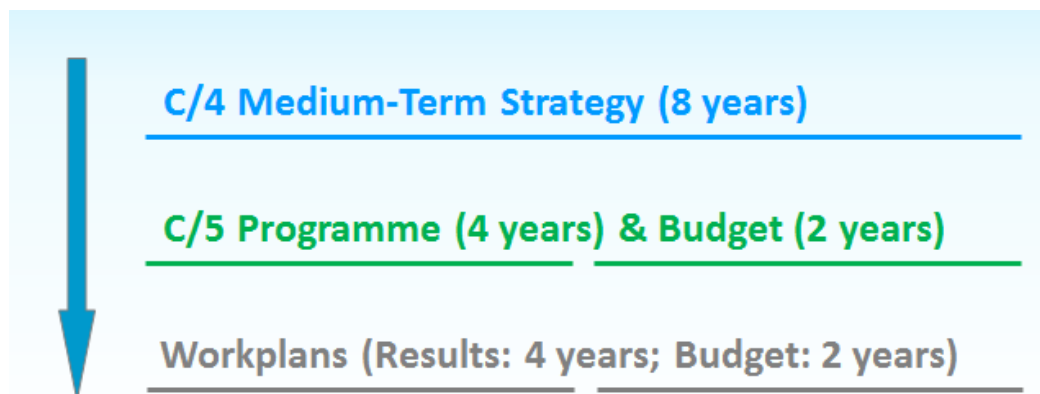 C/4 Medium-Term Strategy (8 years)
C/5 Programme (4 years) & Budget (2 years)
Workplans (Results: 4 years; Budget: 2 years)